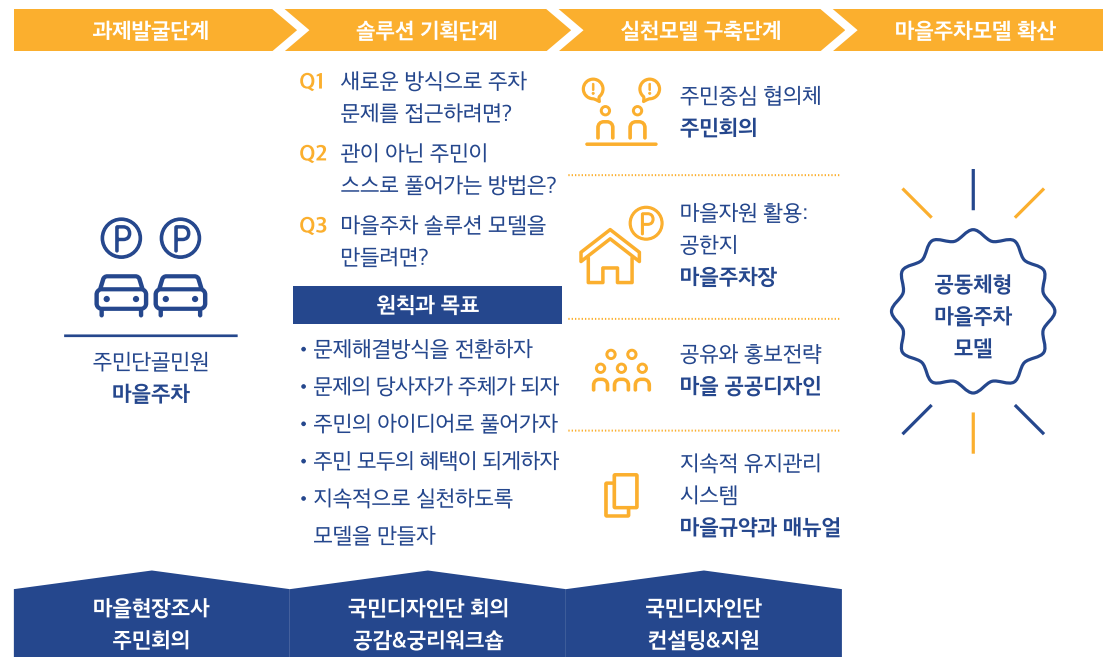 과제발굴단계
솔루션 기획단계
실천모델 구축단계
마을주차모델 확산
P P
주민단골민원
마을주차
Q1 새로운 방식으로 주차
문제를 접근하려면?
Q2 관이 아닌 주민이
스스로 풀어가는 방법은?
Q3 마을주차 솔루션 모델을
만들려면?
원칙과 목표
• 문제해결방식을 전환하자
• 문제의 당사자가 주체가 되자
• 주민의 아이디어로 풀어가자
• 주민 모두의 혜택이 되게하자
• 지속적으로 실천하도록
모델을 만들자
! !
주민중심 협의체
주민회의
P
마을자원 활용:
공한지
마을주차장
공유와 홍보전략
마을 공공디자인
지속적 유지관리
시스템
마을규약과 매뉴얼
공동체형
마을주차
모델
마을현장조사
주민회의
국민디자인단 회의
공감&궁리워크숍
국민디자인단
컨설팅&지원